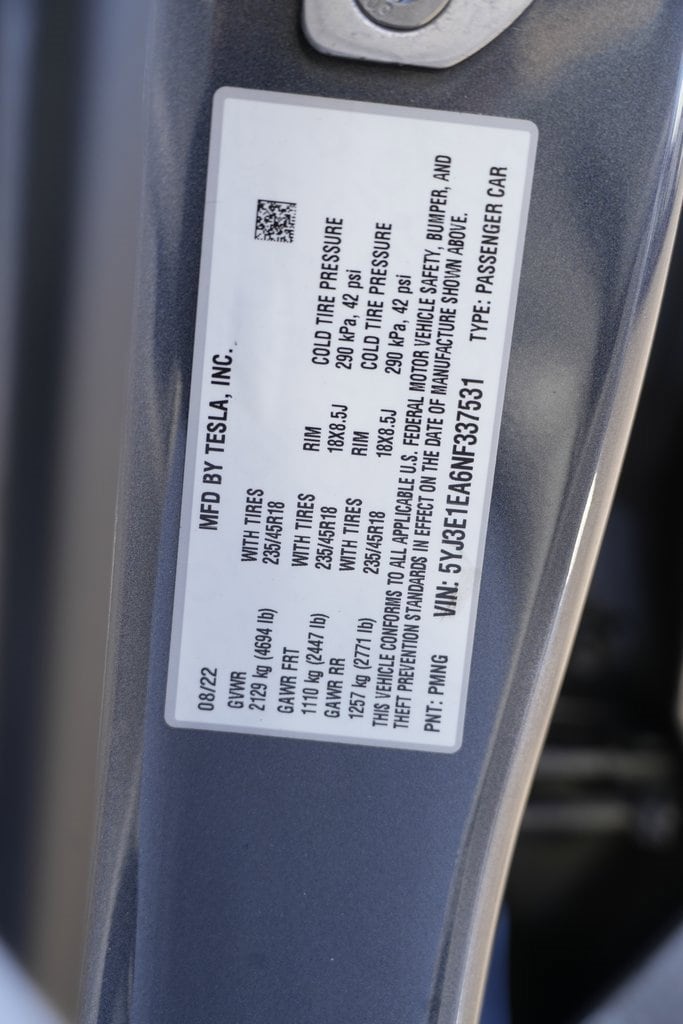 MFD BY TESLA, INC.
08/22
GVWR WITH TIRES
2129 kg (4694 lb) 235/45R18
GAWR FRT WITH TIRES RIM COLD TIRE PRESSURE
1110 kg (2447 lb) 235/45R18 18X8.5J 290 kPa, 42 psi
GAWR RR WITH TIRES RIM COLD TIRE PRESSURE
1257 kg (2771 lb) 235/45R18 18X8.5J 290 kPa, 42 psi
THIS VEHICLE CONFORMS TO ALL APPLICABLE U.S. FEDERAL MOTOR VEHICLE SAFETY, BUMPER, AND
THEFT PREVENTION STANDARDS IN EFFECT ON THE DATE OF MANUFACTURE SHOWN ABOVE.
PNT: PMNG VIN: 5YJ3E1EA6NF337531 TYPE: PASSENGER CAR